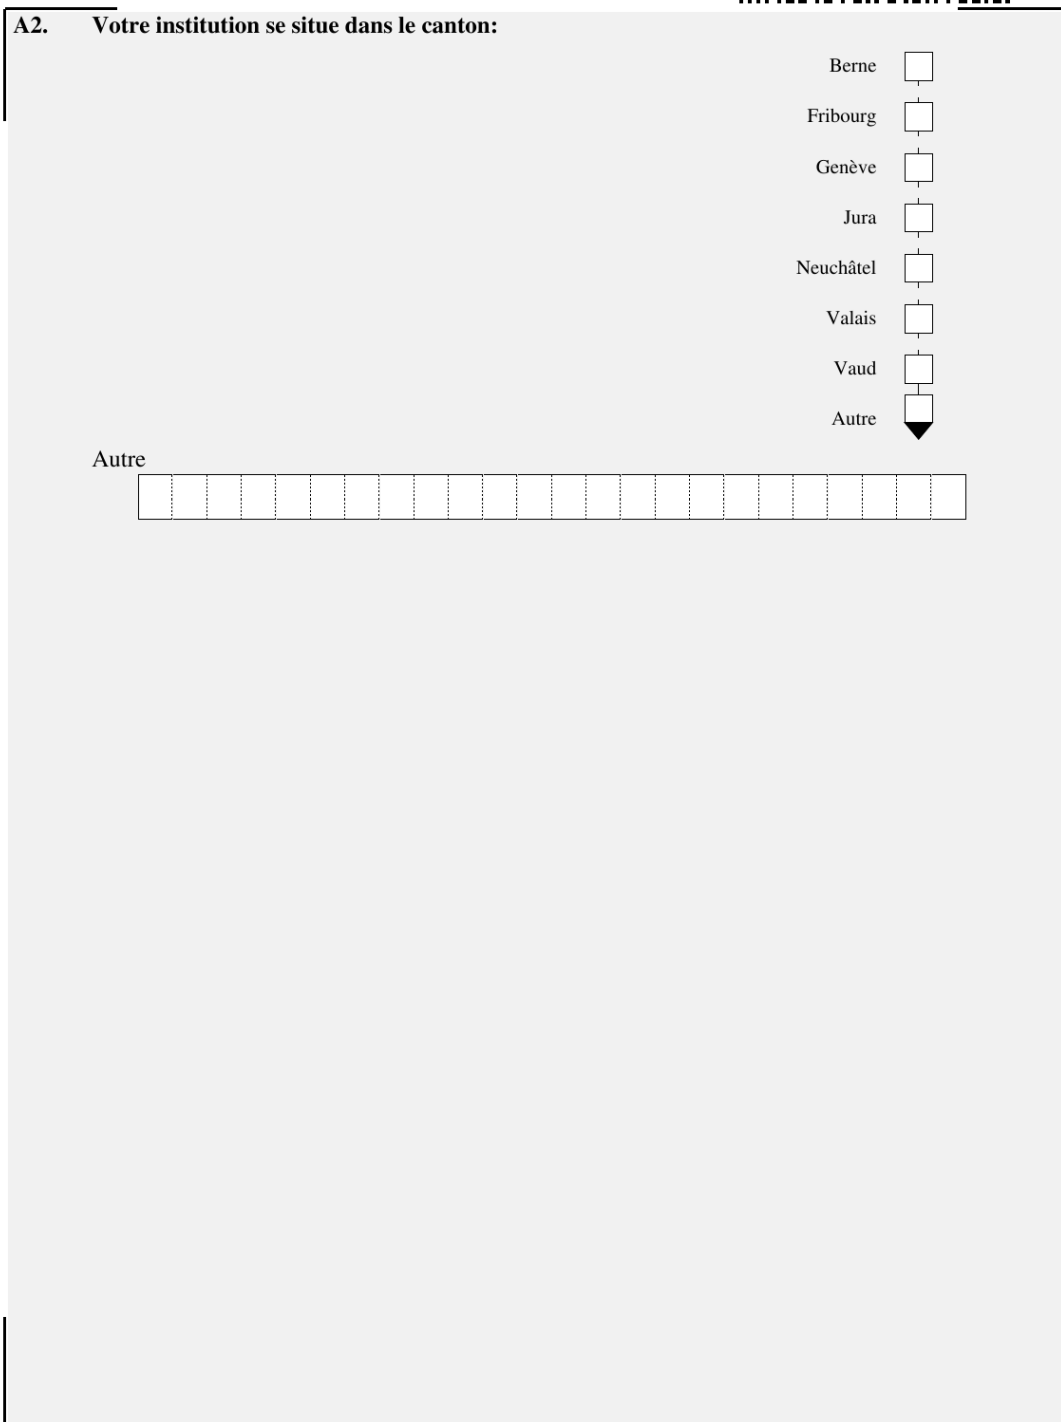 A2. Votre institution se situe dans le canton:
Berne
Fribourg
Genève
Jura
Neuchâtel
Valais
Vaud
Autre
Autre